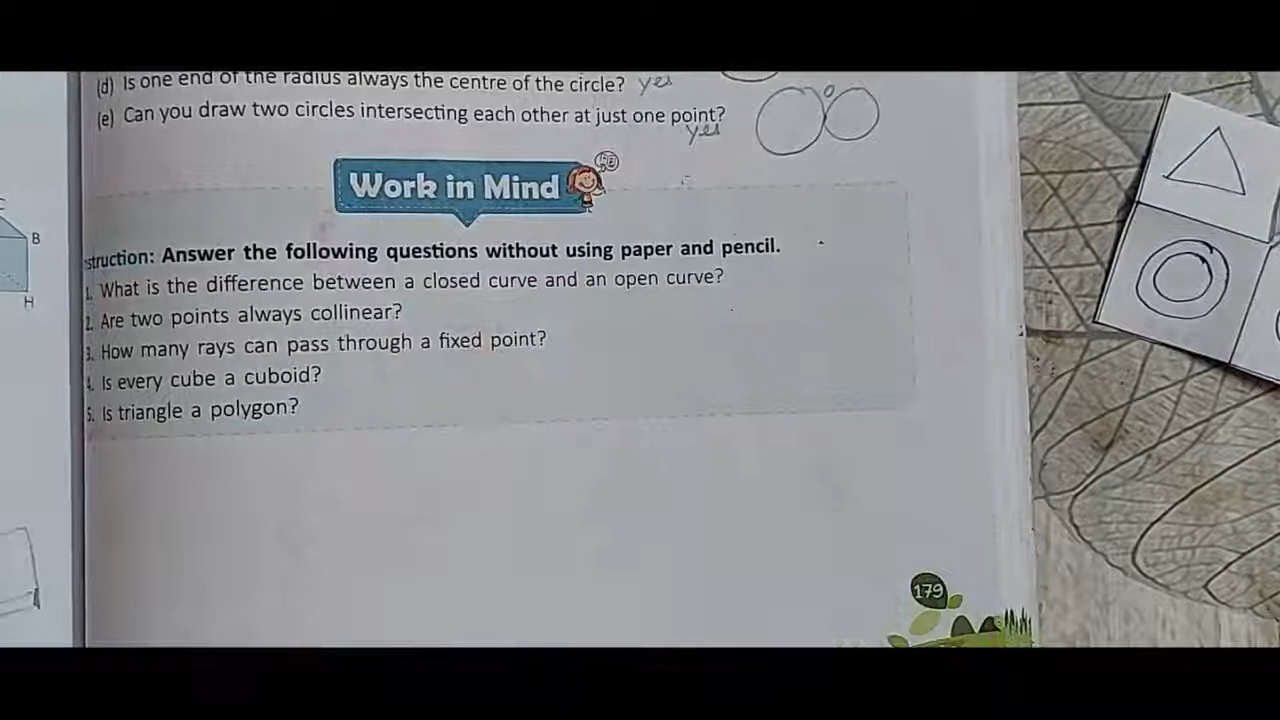 (d) Is one end of the radius always the centre of the circle? yes
(e) Can you draw two circles intersecting each other at just one point?
yes
Work in Mind
struction: Answer the following questions without using paper and pencil.
1. What is the difference between a closed curve and an open curve?
2. Are two points always collinear?
3. How many rays can pass through a fixed point?
4. Is every cube a cuboid?
5. Is triangle a polygon?
B
H
179